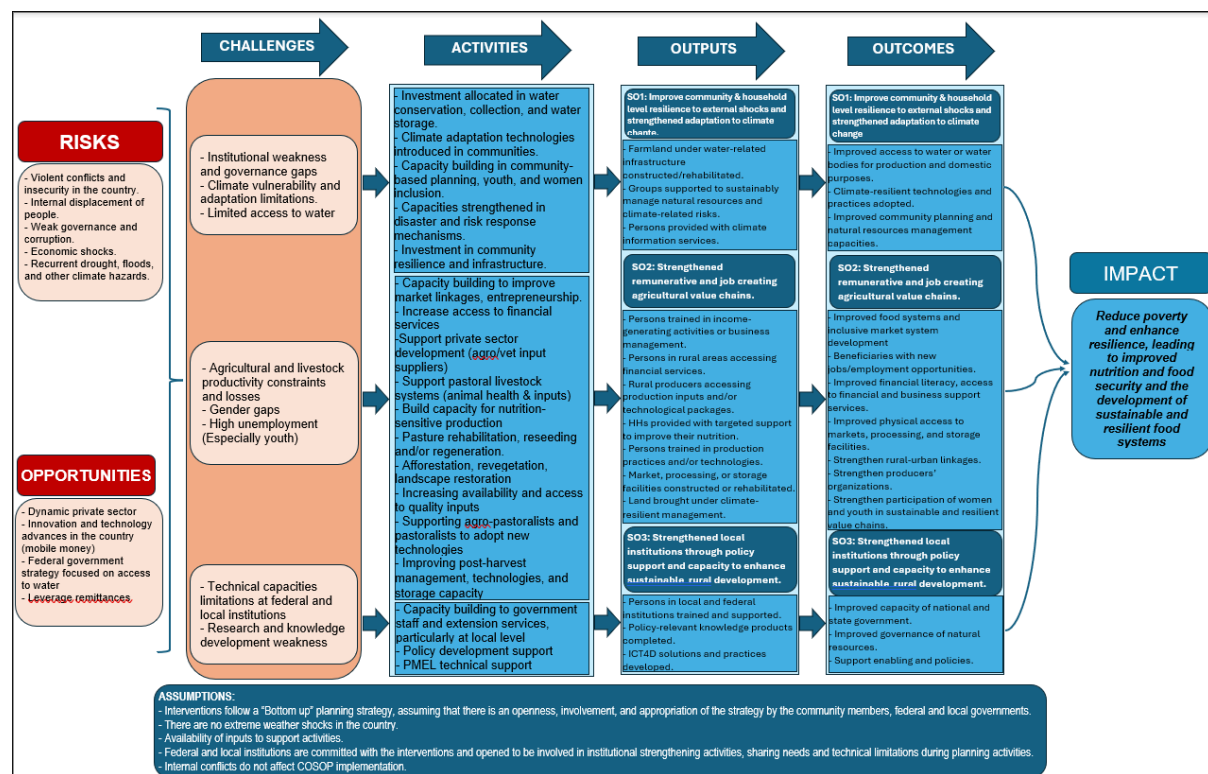 CHALLENGES
ACTIVITIES
OUTPUTS
OUTCOMES
RISKS
- Violent conflicts and
insecurity in the country.
- Internal displacement of
people.
- Weak governance and
corruption.
- Economic shocks.
- Recurrent drought, floods,
and other climate hazards.
OPPORTUNITIES
- Dynamic private sector
- Innovation and technology
advances in the country
(mobile money)
- Federal government
strategy focused on access
to water
- Leverage remittances.
- Institutional weakness
and governance gaps
- Climate vulnerability and
adaptation limitations.
- Limited access to water
- Agricultural and livestock
productivity constraints
and losses
- Gender gaps
- High unemployment
(Especially youth)
- Technical capacities
limitations at federal and
local institutions
- Research and knowledge
development weakness
- Investment allocated in water
conservation, collection, and water
storage.
- Climate adaptation technologies
introduced in communities.
- Capacity building in community-
based planning, youth, and women
inclusion.
- Capacities strengthened in
disaster and risk response
mechanisms.
- Investment in community
resilience and infrastructure.
- Capacity building to improve
market linkages, entrepreneurship.
- Increase access to financial
services
-Support private sector
development (agro/vet input
suppliers)
- Support pastoral livestock
systems (animal health & inputs)
- Build capacity for nutrition-
sensitive production
- Pasture rehabilitation, reseeding
and/or regeneration.
- Afforestation, revegetation,
landscape restoration
- Increasing availability and access
to quality inputs
- Supporting agro-pastoralists and
pastoralists to adopt new
technologies
- Improving post-harvest
management, technologies, and
storage capacity
- Capacity building to government
staff and extension services,
particularly at local level
- Policy development support
- PMEL technical support
SO1: Improve community & household
level resilience to external shocks and
strengthened adaptation to climate
change.
- Farmland under water-related
infrastructure
constructed/rehabilitated.
- Groups supported to sustainably
manage natural resources and
climate-related risks.
- Persons provided with climate
information services.
SO2: Strengthened
remunerative and job creating
agricultural value chains.
- Persons trained in income-
generating activities or business
management.
- Persons in rural areas accessing
financial services.
- Rural producers accessing
production inputs and/or
technological packages.
- HHs provided with targeted support
to improve their nutrition.
- Persons trained in production
practices and/or technologies.
- Market, processing, or storage
facilities constructed or rehabilitated.
- Land brought under climate-
resilient management.
SO3: Strengthened local
institutions through policy
support and capacity to enhance
sustainable rural development.
- Persons in local and federal
institutions trained and supported.
- Policy-relevant knowledge products
completed.
- ICT4D solutions and practices
developed.
SO1: Improve community & household
level resilience to external shocks and
strengthened adaptation to climate
change
- Improved access to water or water
bodies for production and domestic
purposes.
- Climate-resilient technologies and
practices adopted.
- Improved community planning and
natural resources management
capacities.
SO2: Strengthened
remunerative and job creating
agricultural value chains.
- Improved food systems and
inclusive market system
development
- Beneficiaries with new
jobs/employment opportunities.
- Improved financial literacy, access
to financial and business support
services.
- Improved physical access to
markets, processing, and storage
facilities.
- Strengthen rural-urban linkages.
- Strengthen producers'
organizations.
- Strengthen participation of women
and youth in sustainable and resilient
value chains.
SO3: Strengthened local
institutions through policy
support and capacity to enhance
sustainable rural development.
- Improved capacity of national and
state government.
- Improved governance of natural
resources.
- Support enabling and policies.
IMPACT
Reduce poverty
and enhance
resilience, leading
to improved
nutrition and food
security and the
development of
sustainable and
resilient food
systems
ASSUMPTIONS:
- Interventions follow a "Bottom up" planning strategy, assuming that there is an openness, involvement, and appropriation of the strategy by the community members, federal and local governments.
- There are no extreme weather shocks in the country.
- Availability of inputs to support activities.
- Federal and local institutions are committed with the interventions and opened to be involved in institutional strengthening activities, sharing needs and technical limitations during planning activities.
- Internal conflicts do not affect COSOP implementation.